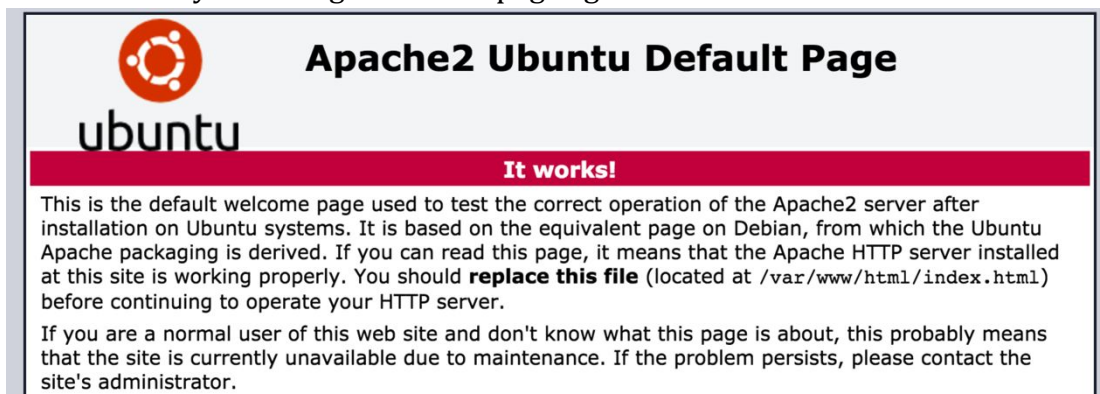 Apache2 Ubuntu Default Page
ubuntu
It works!
This is the default welcome page used to test the correct operation of the Apache2 server after
installation on Ubuntu systems. It is based on the equivalent page on Debian, from which the Ubuntu
Apache packaging is derived. If you can read this page, it means that the Apache HTTP server installed
at this site is working properly. You should replace this file (located at /var/www/html/index.html)
before continuing to operate your HTTP server.
If you are a normal user of this web site and don't know what this page is about, this probably means
that the site is currently unavailable due to maintenance. If the problem persists, please contact the
site's administrator.